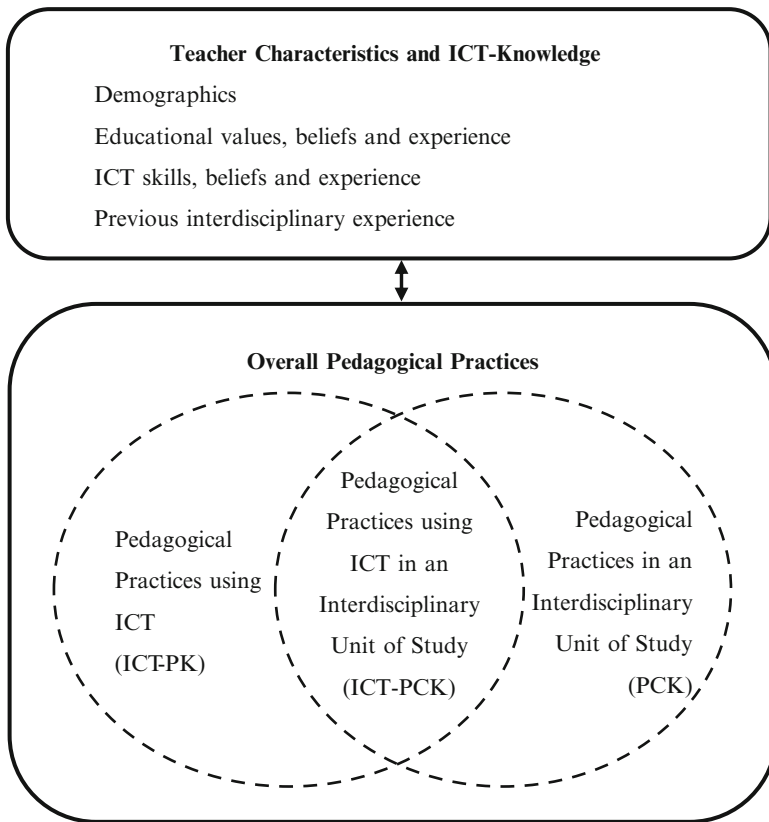 Teacher Characteristics and ICT-Knowledge
Demographics
Educational values, beliefs and experience
ICT skills, beliefs and experience
Previous interdisciplinary experience
Overall Pedagogical Practices
Pedagogical
Practices using
ICT
(ICT-PK)
Pedagogical
Practices using
ICT in an
Interdisciplinary
Unit of Study
(ICT-PCK)
Pedagogical
Practices in an
Interdisciplinary
Unit of Study
(PCK)